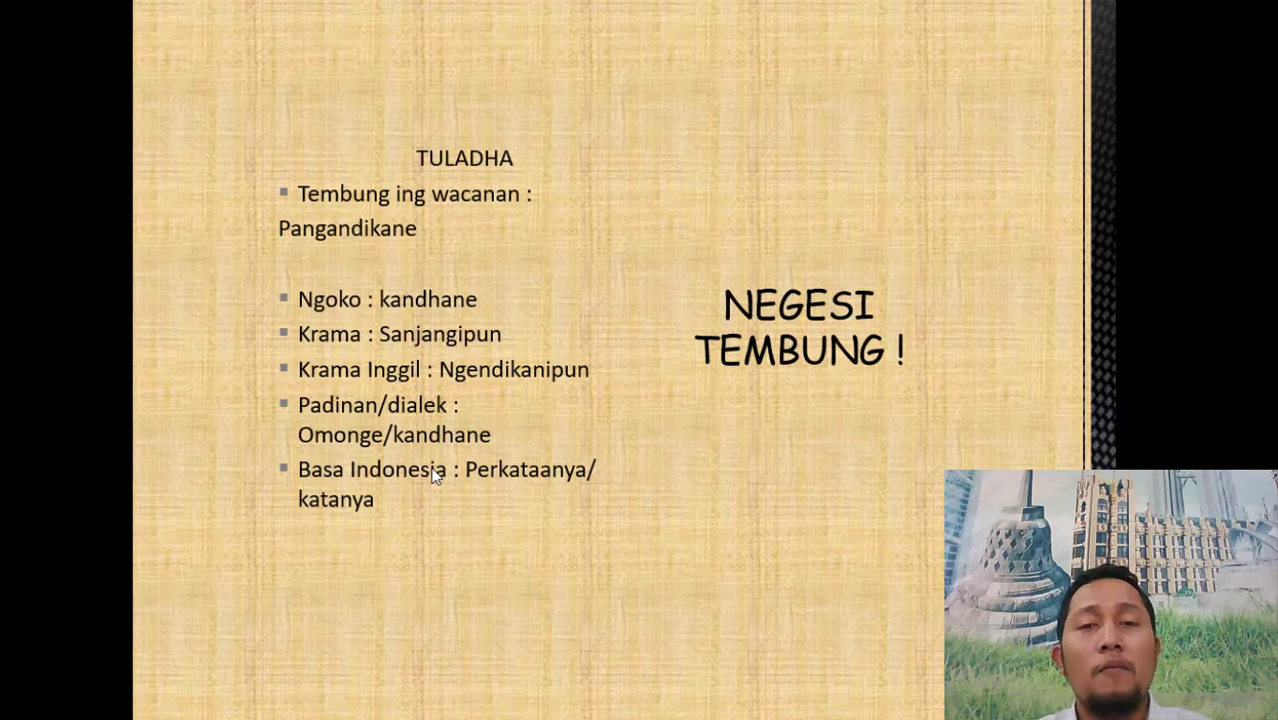 TULADHA
Tembung ing wacanan :
Pangandikane
Ngoko : kandhane
Krama : Sanjangipun
Krama Inggil : Ngendikanipun
Padinan/dialek :
Omonge/kandhane
Basa Indonesia : Perkataanya/
katanya
NEGESI
TEMBUNG !